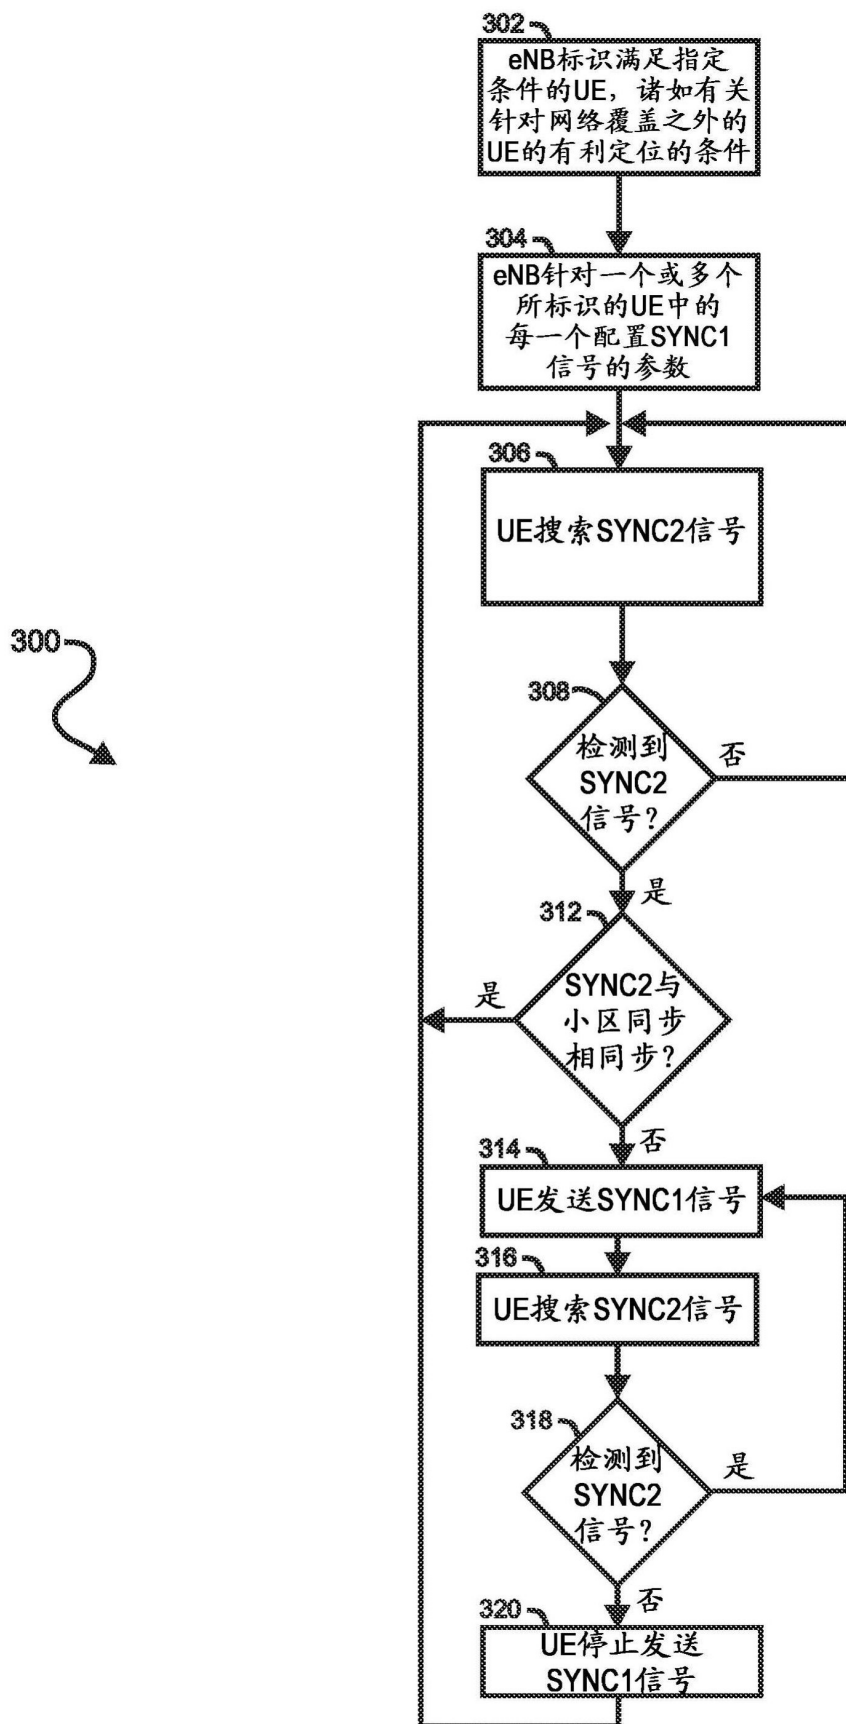 302
eNB标识满足指定
条件的UE，诸如有关
针对网络覆盖之外的
UE的有利定位的条件
304
eNB针对一个或多个
所标识的UE中的
每一个配置SYNC1
信号的参数
306
UE搜索SYNC2信号
300
308
检测到
SYNC2
信号？
否
是
312
SYNC2与
小区同步
相同步？
是
否
314
UE发送SYNC1信号
316
UE搜索SYNC2信号
318
检测到
SYNC2
信号？
是
否
320
UE停止发送
SYNC1信号